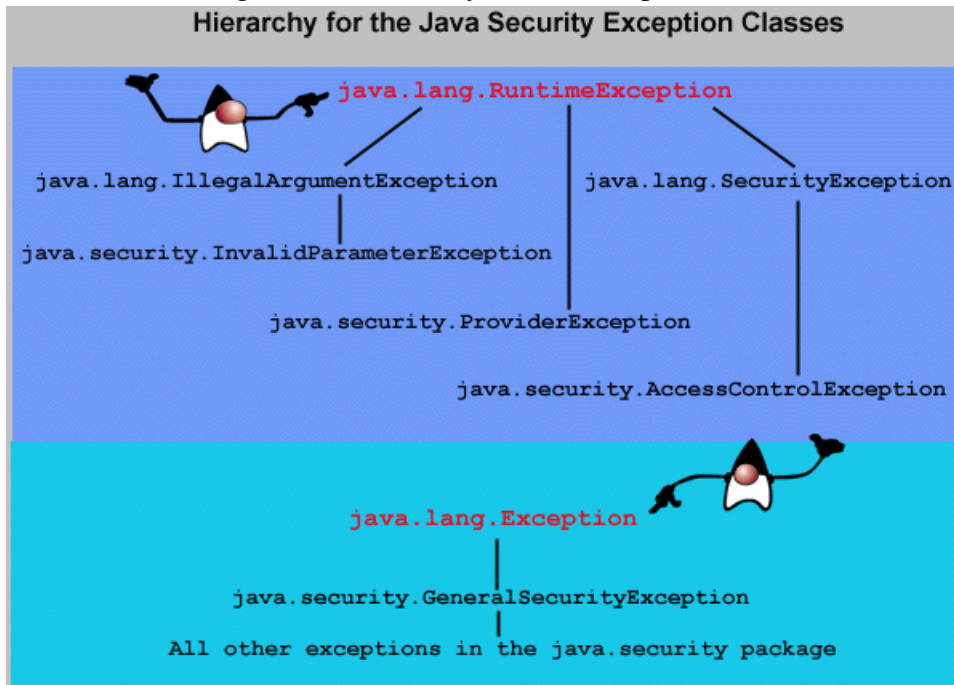 Hierarchy for the Java Security Exception Classes
java.lang.RuntimeException
java.lang.IllegalArgumentException
java.lang.SecurityException
java.security.InvalidParameterException
java.security.ProviderException
java.security.AccessControlException
java.lang.Exception
java.security.GeneralSecurityException
All other exceptions in the java.security package